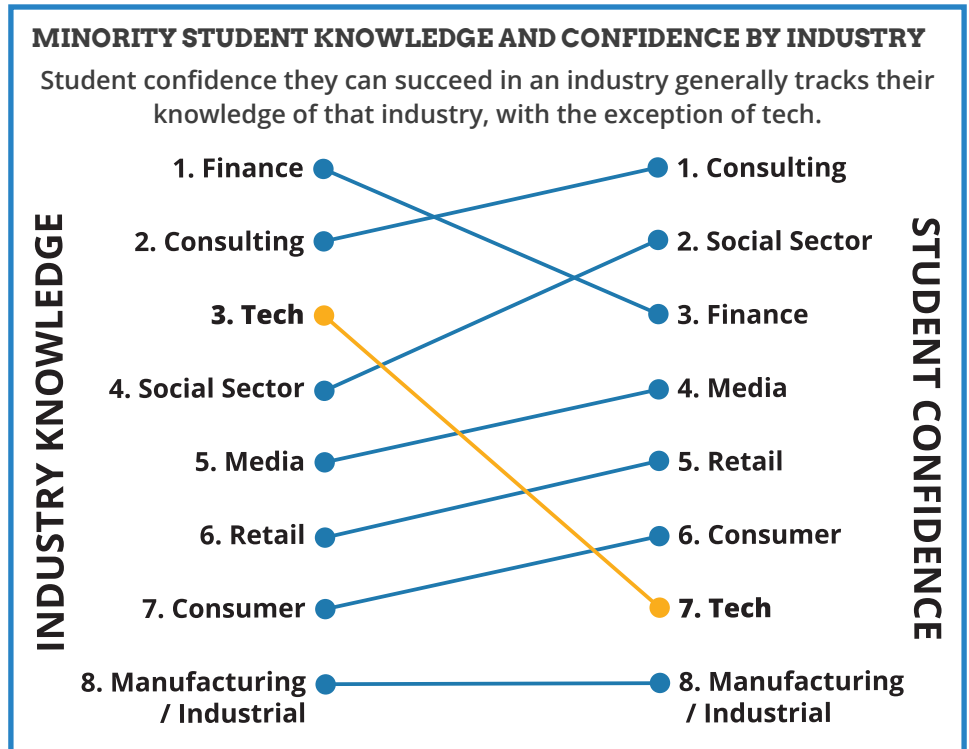 MINORITY STUDENT KNOWLEDGE AND CONFIDENCE BY INDUSTRY
Student confidence they can succeed in an industry generally tracks their
knowledge of that industry, with the exception of tech.
INDUSTRY KNOWLEDGE
1. Finance
2. Consulting
3. Tech
4. Social Sector
5. Media
6. Retail
7. Consumer
8. Manufacturing
/ Industrial
1. Consulting
2. Social Sector
3. Finance
4. Media
5. Retail
6. Consumer
7. Tech
8. Manufacturing
/ Industrial
STUDENT CONFIDENCE